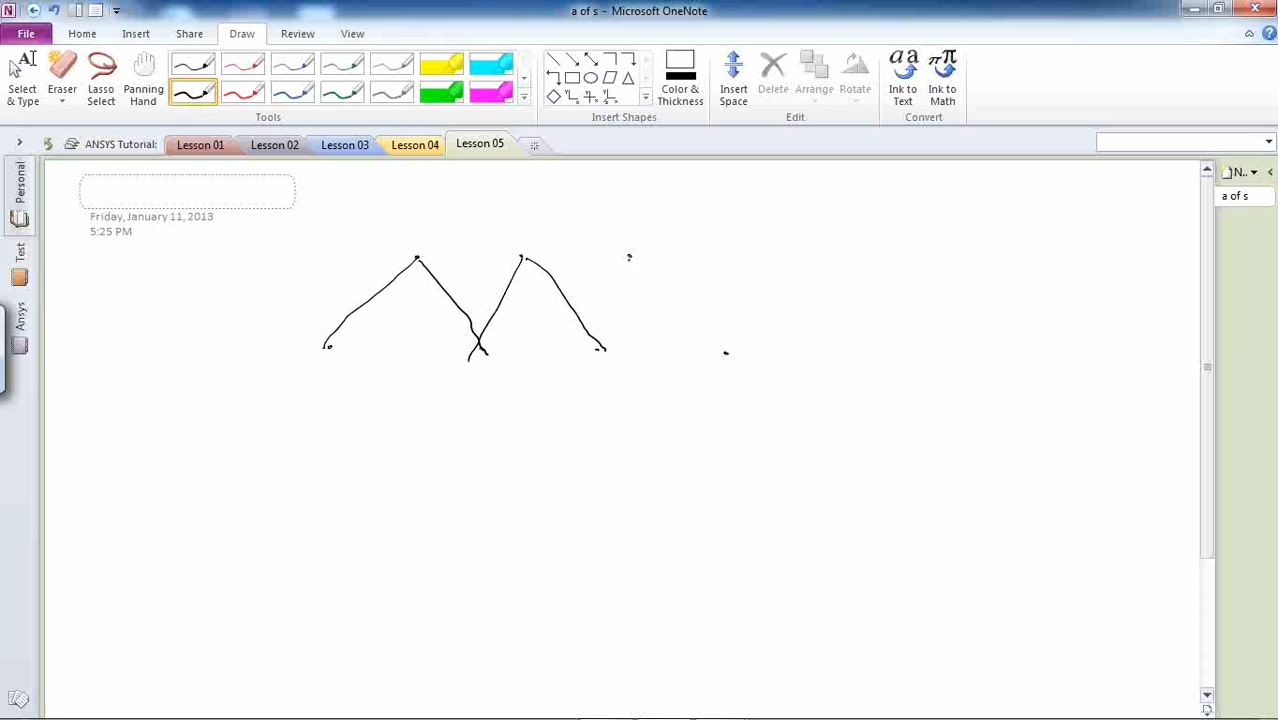 a of s - Microsoft OneNote
File Home Insert Share Draw Review View
Select & Type
Eraser
Lasso Select
Panning Hand
Color & Thickness
Insert Space
Delete
Arrange
Rotate
Ink to Text
Ink to Math
Tools
Insert Shapes
Edit
Convert
ANSYS Tutorial: Lesson 01 Lesson 02 Lesson 03 Lesson 04 Lesson 05
Personal
Test
Ansys
N..
a of s
Friday, January 11, 2013
5:25 PM